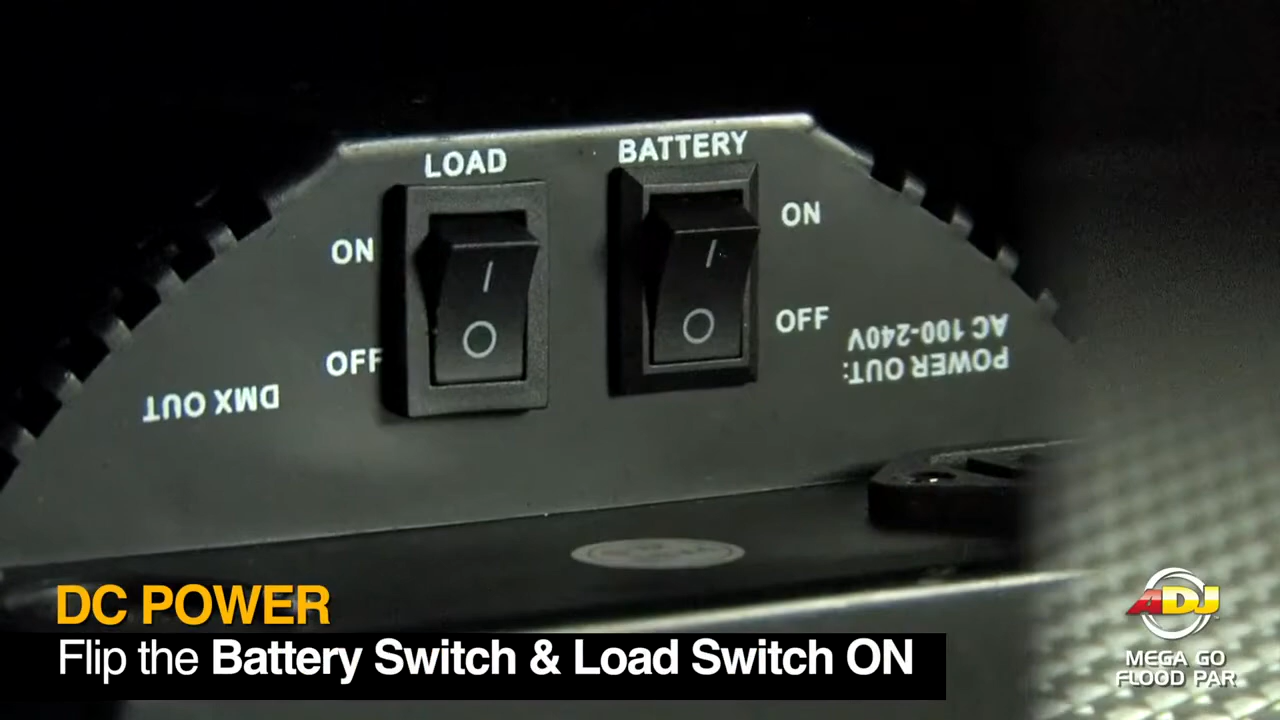 LOAD
BATTERY
ON
ON
OFF
OFF
DMX OUT
POWER OUT:
AC 100-240V
DC POWER
Flip the Battery Switch & Load Switch ON
ADJ
MEGA GO
FLOOD PAR